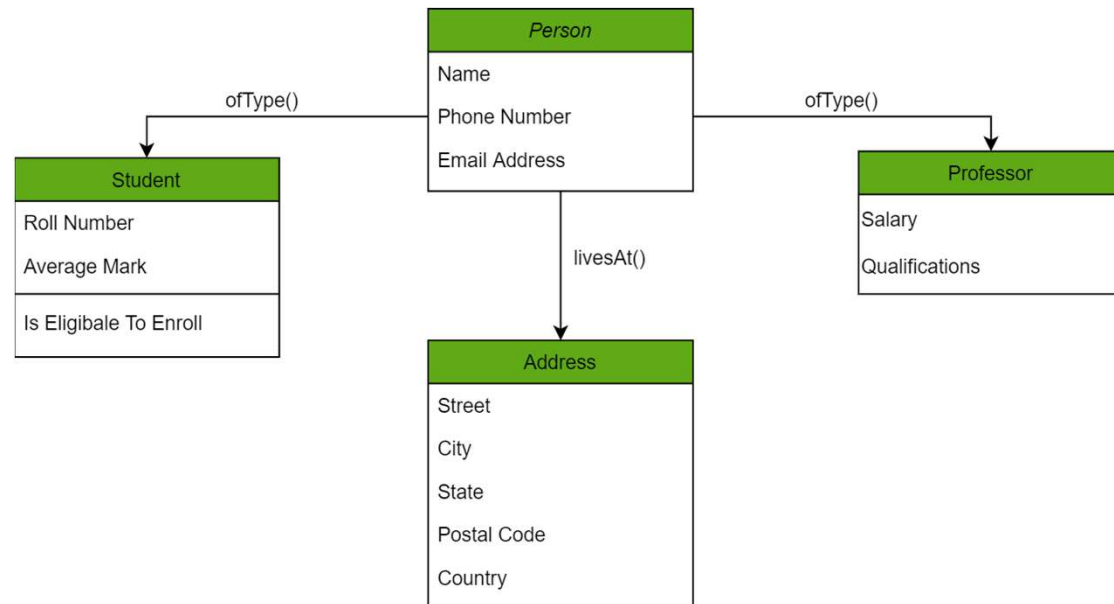 Person
Name
Phone Number
Email Address
ofType()
ofType()
Student
Roll Number
Average Mark
Is Eligibale To Enroll
Professor
Salary
Qualifications
livesAt()
Address
Street
City
State
Postal Code
Country